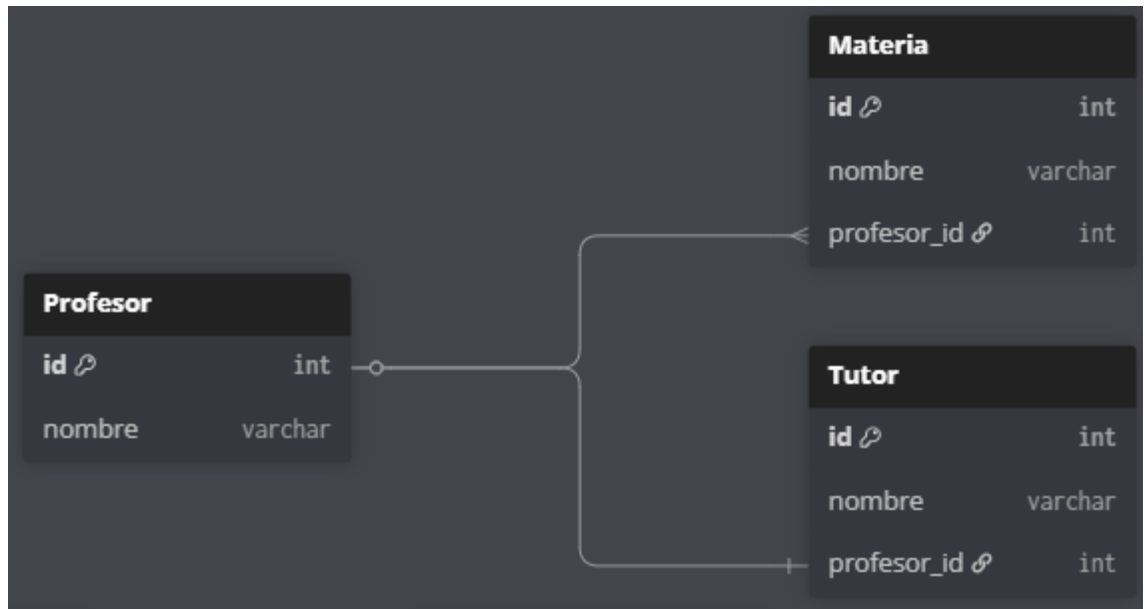 Profesor
id int
nombre varchar
Materia
id int
nombre varchar
profesor_id int
Tutor
id int
nombre varchar
profesor_id int